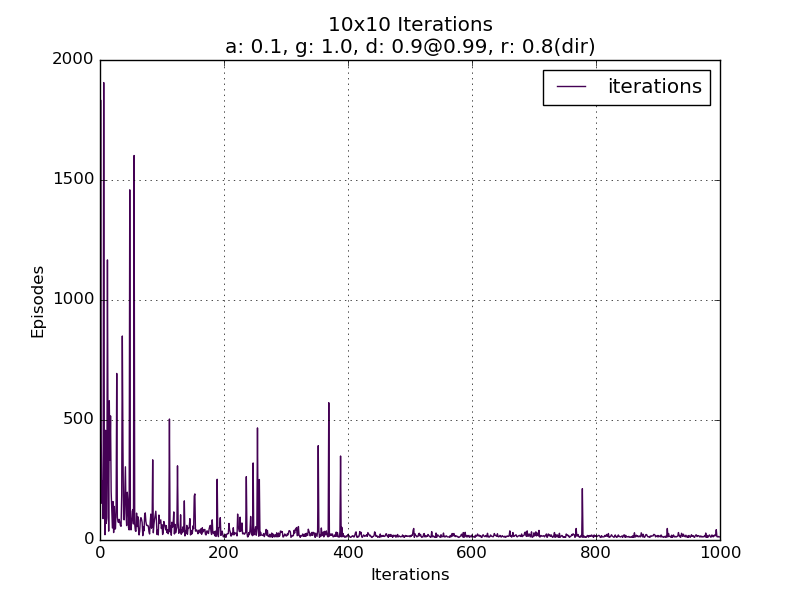 10x10 Iterations
a: 0.1, g: 1.0, d: 0.9@0.99, r: 0.8(dir)
2000
iterations
1500
1000
Episodes
500
0
0 200 400 600 800 1000
Iterations